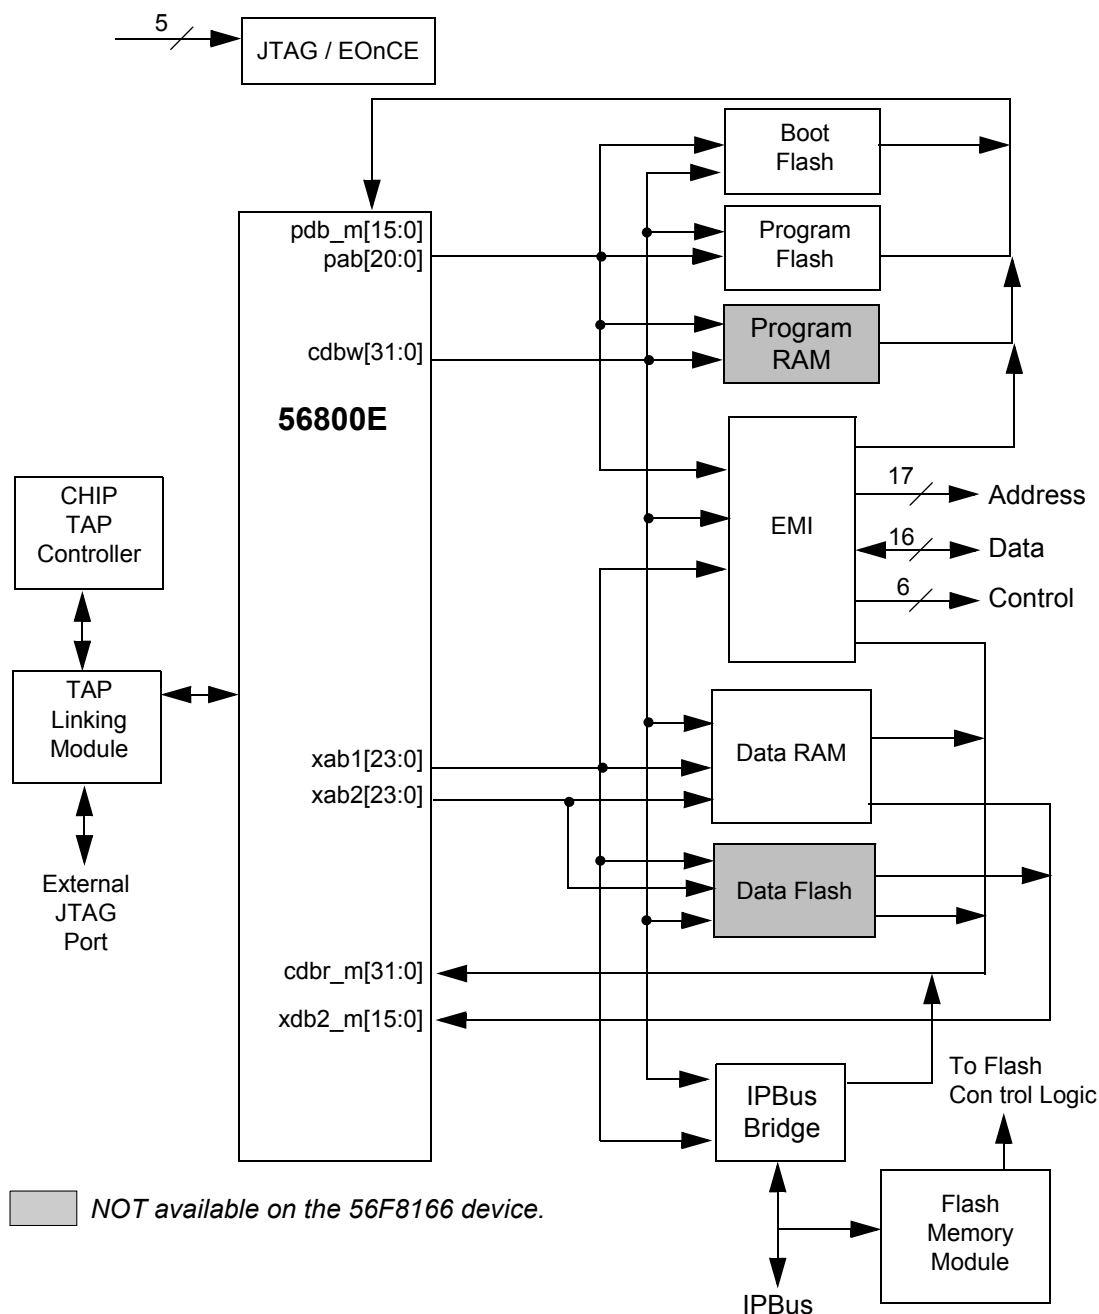 5
JTAG / EOnCE
Boot
Flash
pdb_m[15:0]
pab[20:0]
Program
Flash
cdbw[31:0]
Program
RAM
56800E
CHIP
TAP
Controller
EMI
17
Address
16
Data
6
Control
TAP
Linking
Module
xab1[23:0]
xab2[23:0]
Data RAM
External
JTAG
Port
Data Flash
cdbr_m[31:0]
xdb2_m[15:0]
To Flash
Con trol Logic
IPBus
Bridge
NOT available on the 56F8166 device.
Flash
Memory
Module
IPBus